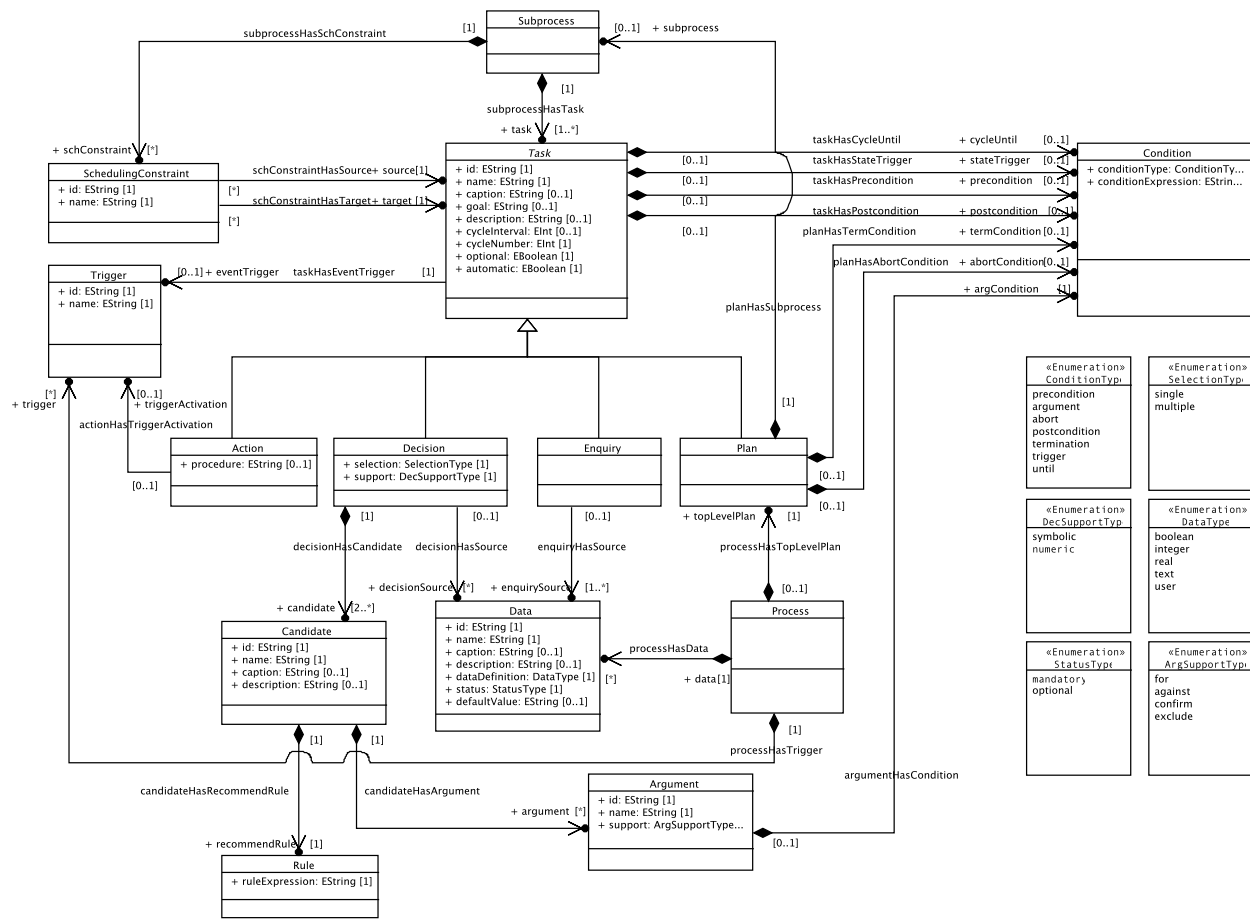 Subprocess
[1]
[0..1]
+ subprocess
subprocessHasSchConstraint
[1]
subprocessHasTask
+ task
[1..*]
+ schConstraint
[*]
SchedulingConstraint
+ id: EString [1]
+ name: EString [1]
schConstraintHasSource
+ source
[1]
[*]
schConstraintHasTarget
+ target
[1]
[*]
Task
+ id: EString [1]
+ name: EString [1]
+ caption: EString [0..1]
+ goal: EString [0..1]
+ description: EString [0..1]
+ cycleInterval: EInt [0..1]
+ cycleNumber: EInt [1]
+ optional: EBoolean [1]
+ automatic: EBoolean [1]
taskHasCycleUntil
+ cycleUntil
[0..1]
[0..1]
taskHasStateTrigger
+ stateTrigger
[0..1]
[0..1]
taskHasPrecondition
+ precondition
[0..1]
[0..1]
taskHasPostcondition
+ postcondition
[0..1]
[0..1]
planHasTermCondition
+ termCondition
[0..1]
planHasAbortCondition
+ abortCondition
[0..1]
+ argCondition
[1]
planHasSubprocess
Condition
+ conditionType: ConditionTy...
+ conditionExpression: EStrin...
Trigger
+ id: EString [1]
+ name: EString [1]
[0..1]
+ eventTrigger
taskHasEventTrigger
[1]
[*]
+ trigger
[0..1]
+ triggerActivation
actionHasTriggerActivation
[0..1]
Action
+ procedure: EString [0..1]
Decision
+ selection: SelectionType [1]
+ support: DecSupportType [1]
Enquiry
[1]
Plan
[0..1]
[0..1]
[1]
[0..1]
[0..1]
+ topLevelPlan
[1]
decisionHasCandidate
decisionHasSource
enquiryHasSource
processHasTopLevelPlan
+ decisionSource
[*]
+ enquirySource
[1..*]
[0..1]
+ candidate
[2..*]
Candidate
+ id: EString [1]
+ name: EString [1]
+ caption: EString [0..1]
+ description: EString [0..1]
Data
+ id: EString [1]
+ name: EString [1]
+ caption: EString [0..1]
+ description: EString [0..1]
+ dataDefinition: DataType [1]
+ status: StatusType [1]
+ defaultValue: EString [0..1]
processHasData
[*]
+ data
[1]
Process
[1]
processHasTrigger
[1]
[1]
candidateHasRecommendRule
candidateHasArgument
+ recommendRule
[1]
+ argument
[*]
Rule
+ ruleExpression: EString [1]
Argument
+ id: EString [1]
+ name: EString [1]
+ support: ArgSupportType...
[0..1]
argumentHasCondition
«Enumeration»
ConditionType
precondition
argument
abort
postcondition
termination
trigger
until
«Enumeration»
SelectionType
single
multiple
«Enumeration»
DecSupportTyp
symbolic
numeric
«Enumeration»
DataType
boolean
integer
real
text
user
«Enumeration»
StatusType
mandatory
optional
«Enumeration»
ArgSupportType
for
against
confirm
exclude